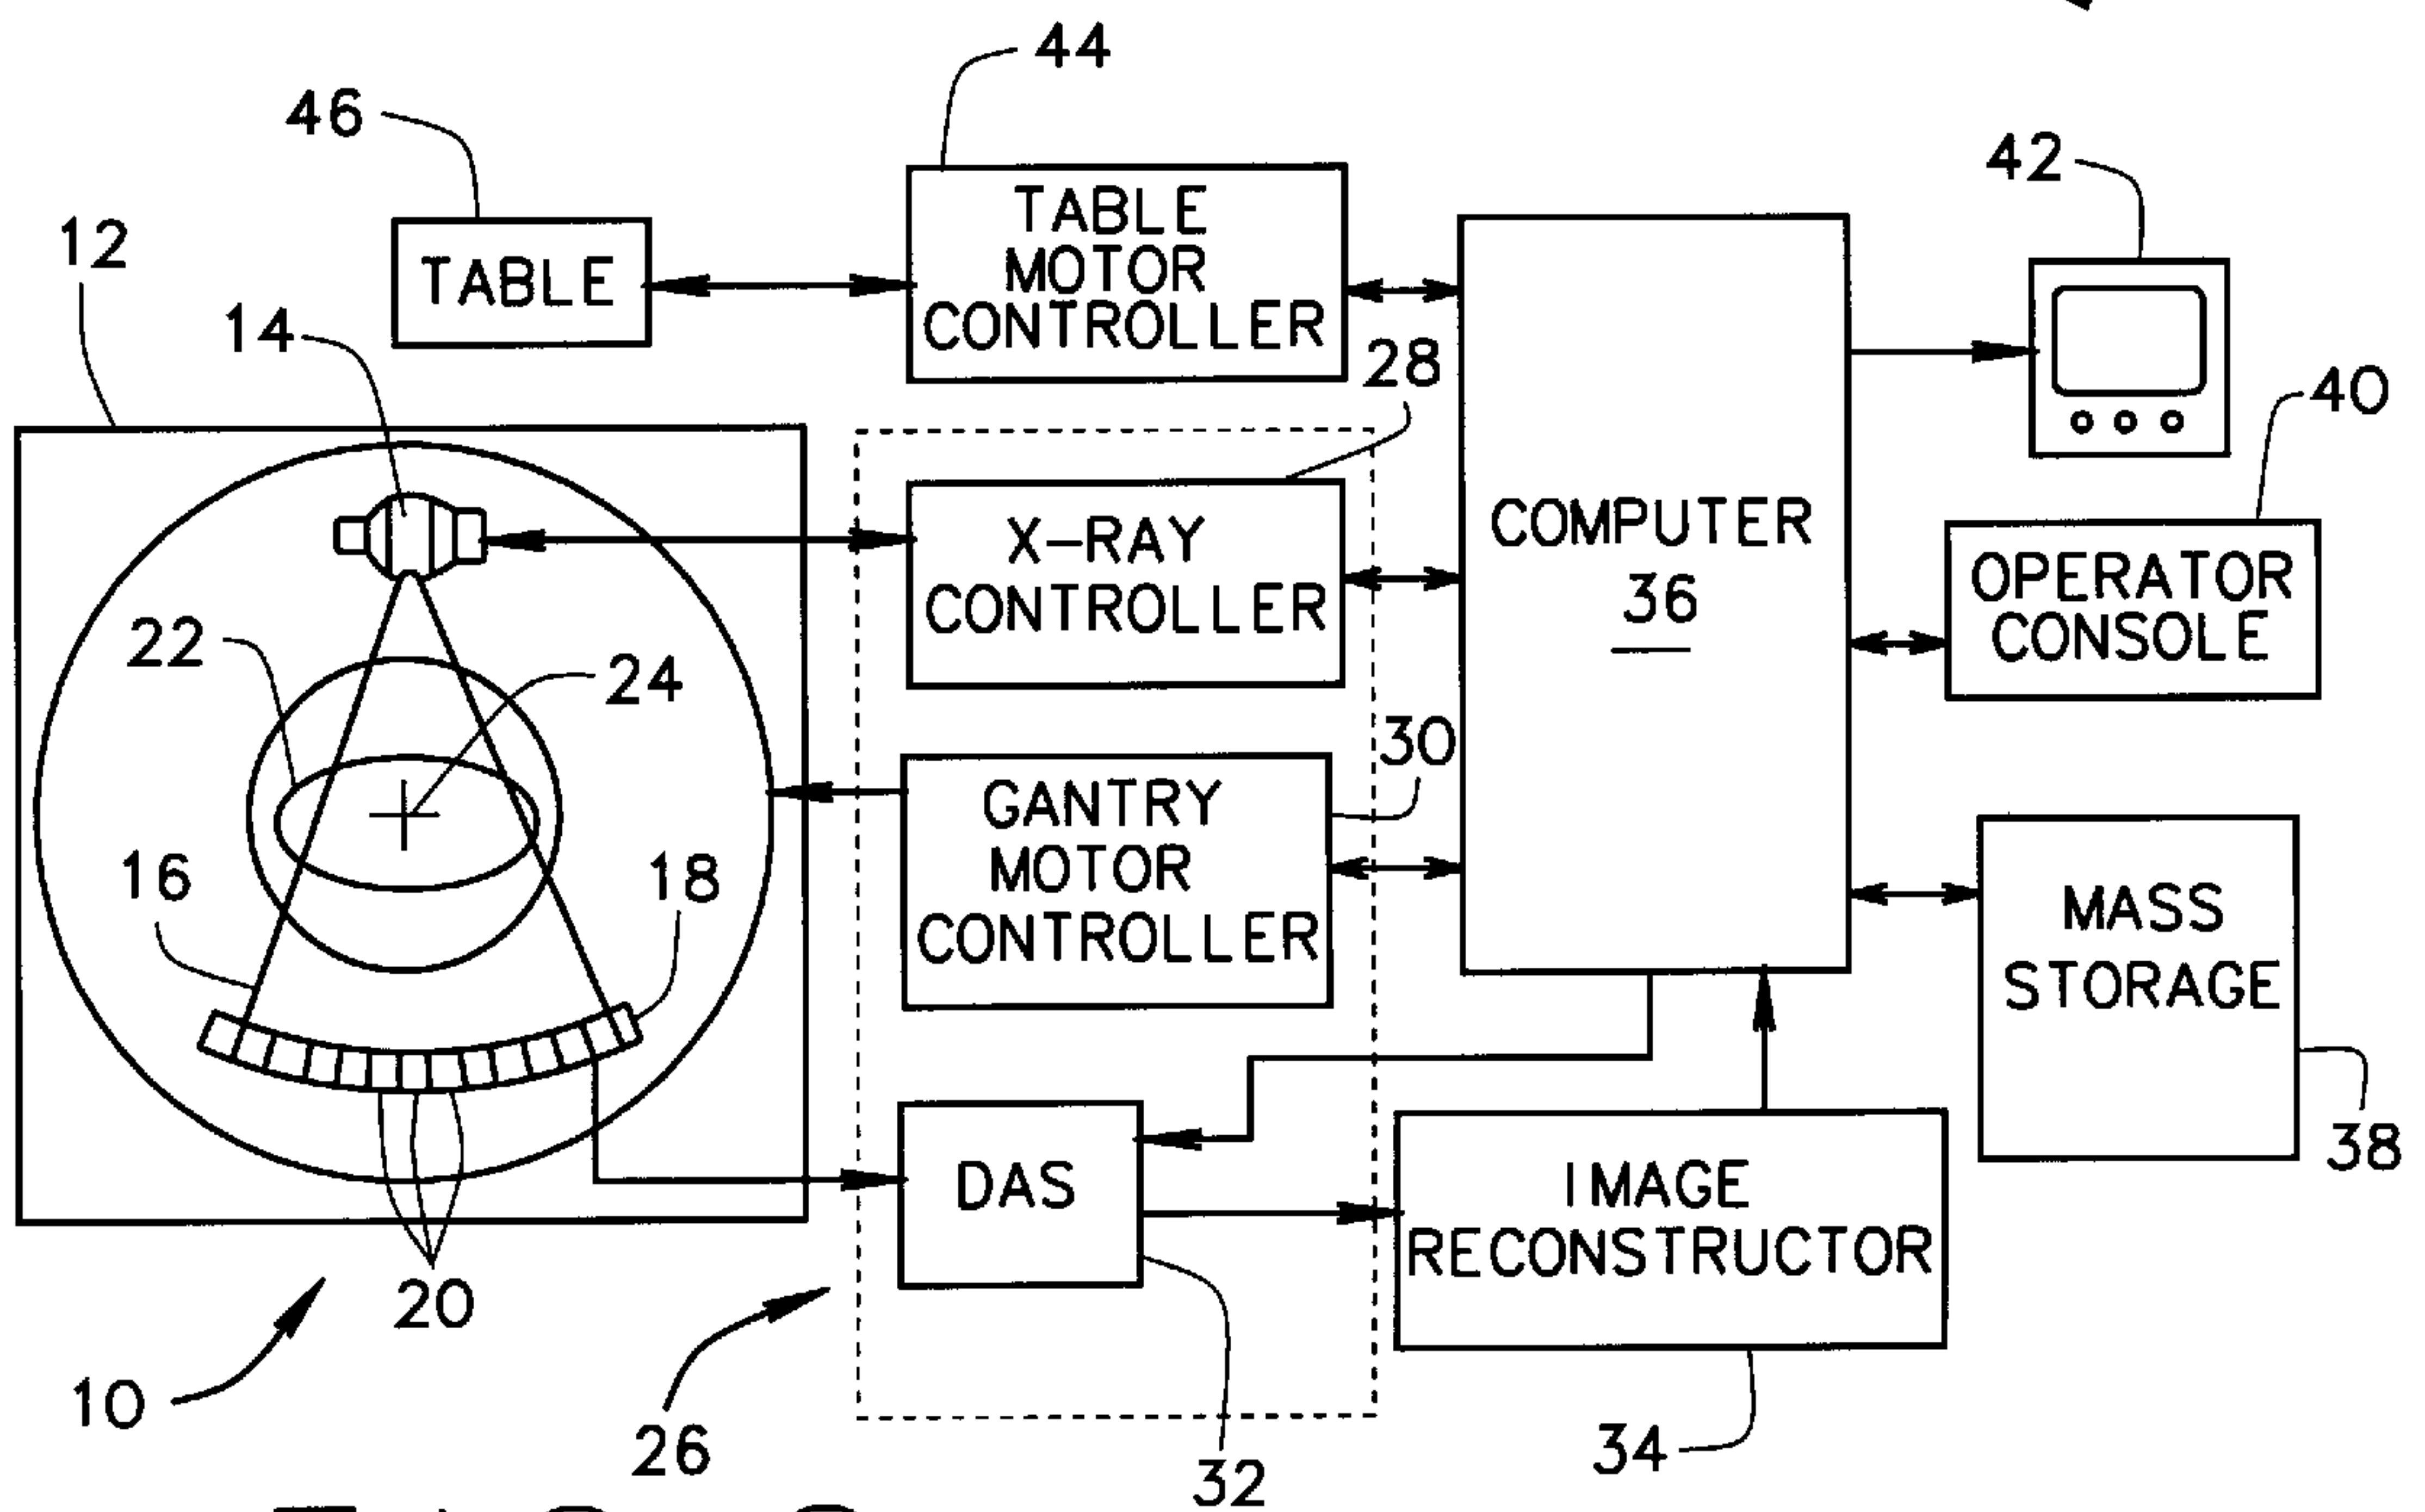 44
46
42
12
TABLE
MOTOR
CONTROLLER
TABLE
14
28
40
X-RAY
CONTROLLER
COMPUTER
36
OPERATOR
CONSOLE
22
24
30
GANTRY
MOTOR
CONTROLLER
16
18
MASS
STORAGE
38
DAS
IMAGE
RECONSTRUCTOR
20
10
26
32
34